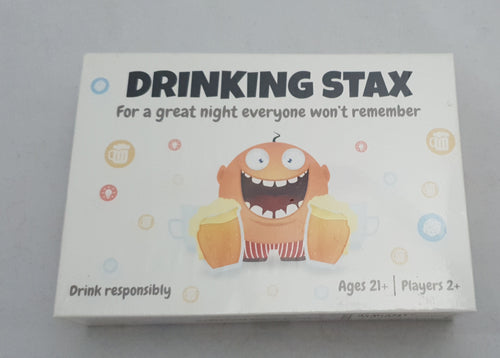 DRINKING STAX
For a great night everyone won't remember
Drink responsibly
Ages 21+ | Players 2+